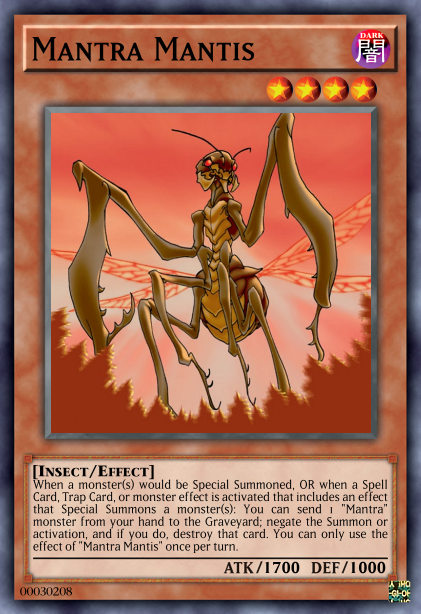 MANTRA MANTIS
DARK
闇
[INSECT/EFFECT]
When a monster(s) would be Special Summoned, OR when a Spell
Card, Trap Card, or monster effect is activated that includes an effect
that Special Summons a monster(s): You can send 1 "Mantra"
monster from your hand to the Graveyard; negate the Summon or
activation, and if you do, destroy that card. You can only use the
effect of "Mantra Mantis" once per turn.
ATK/1700 DEF/1000
00030208